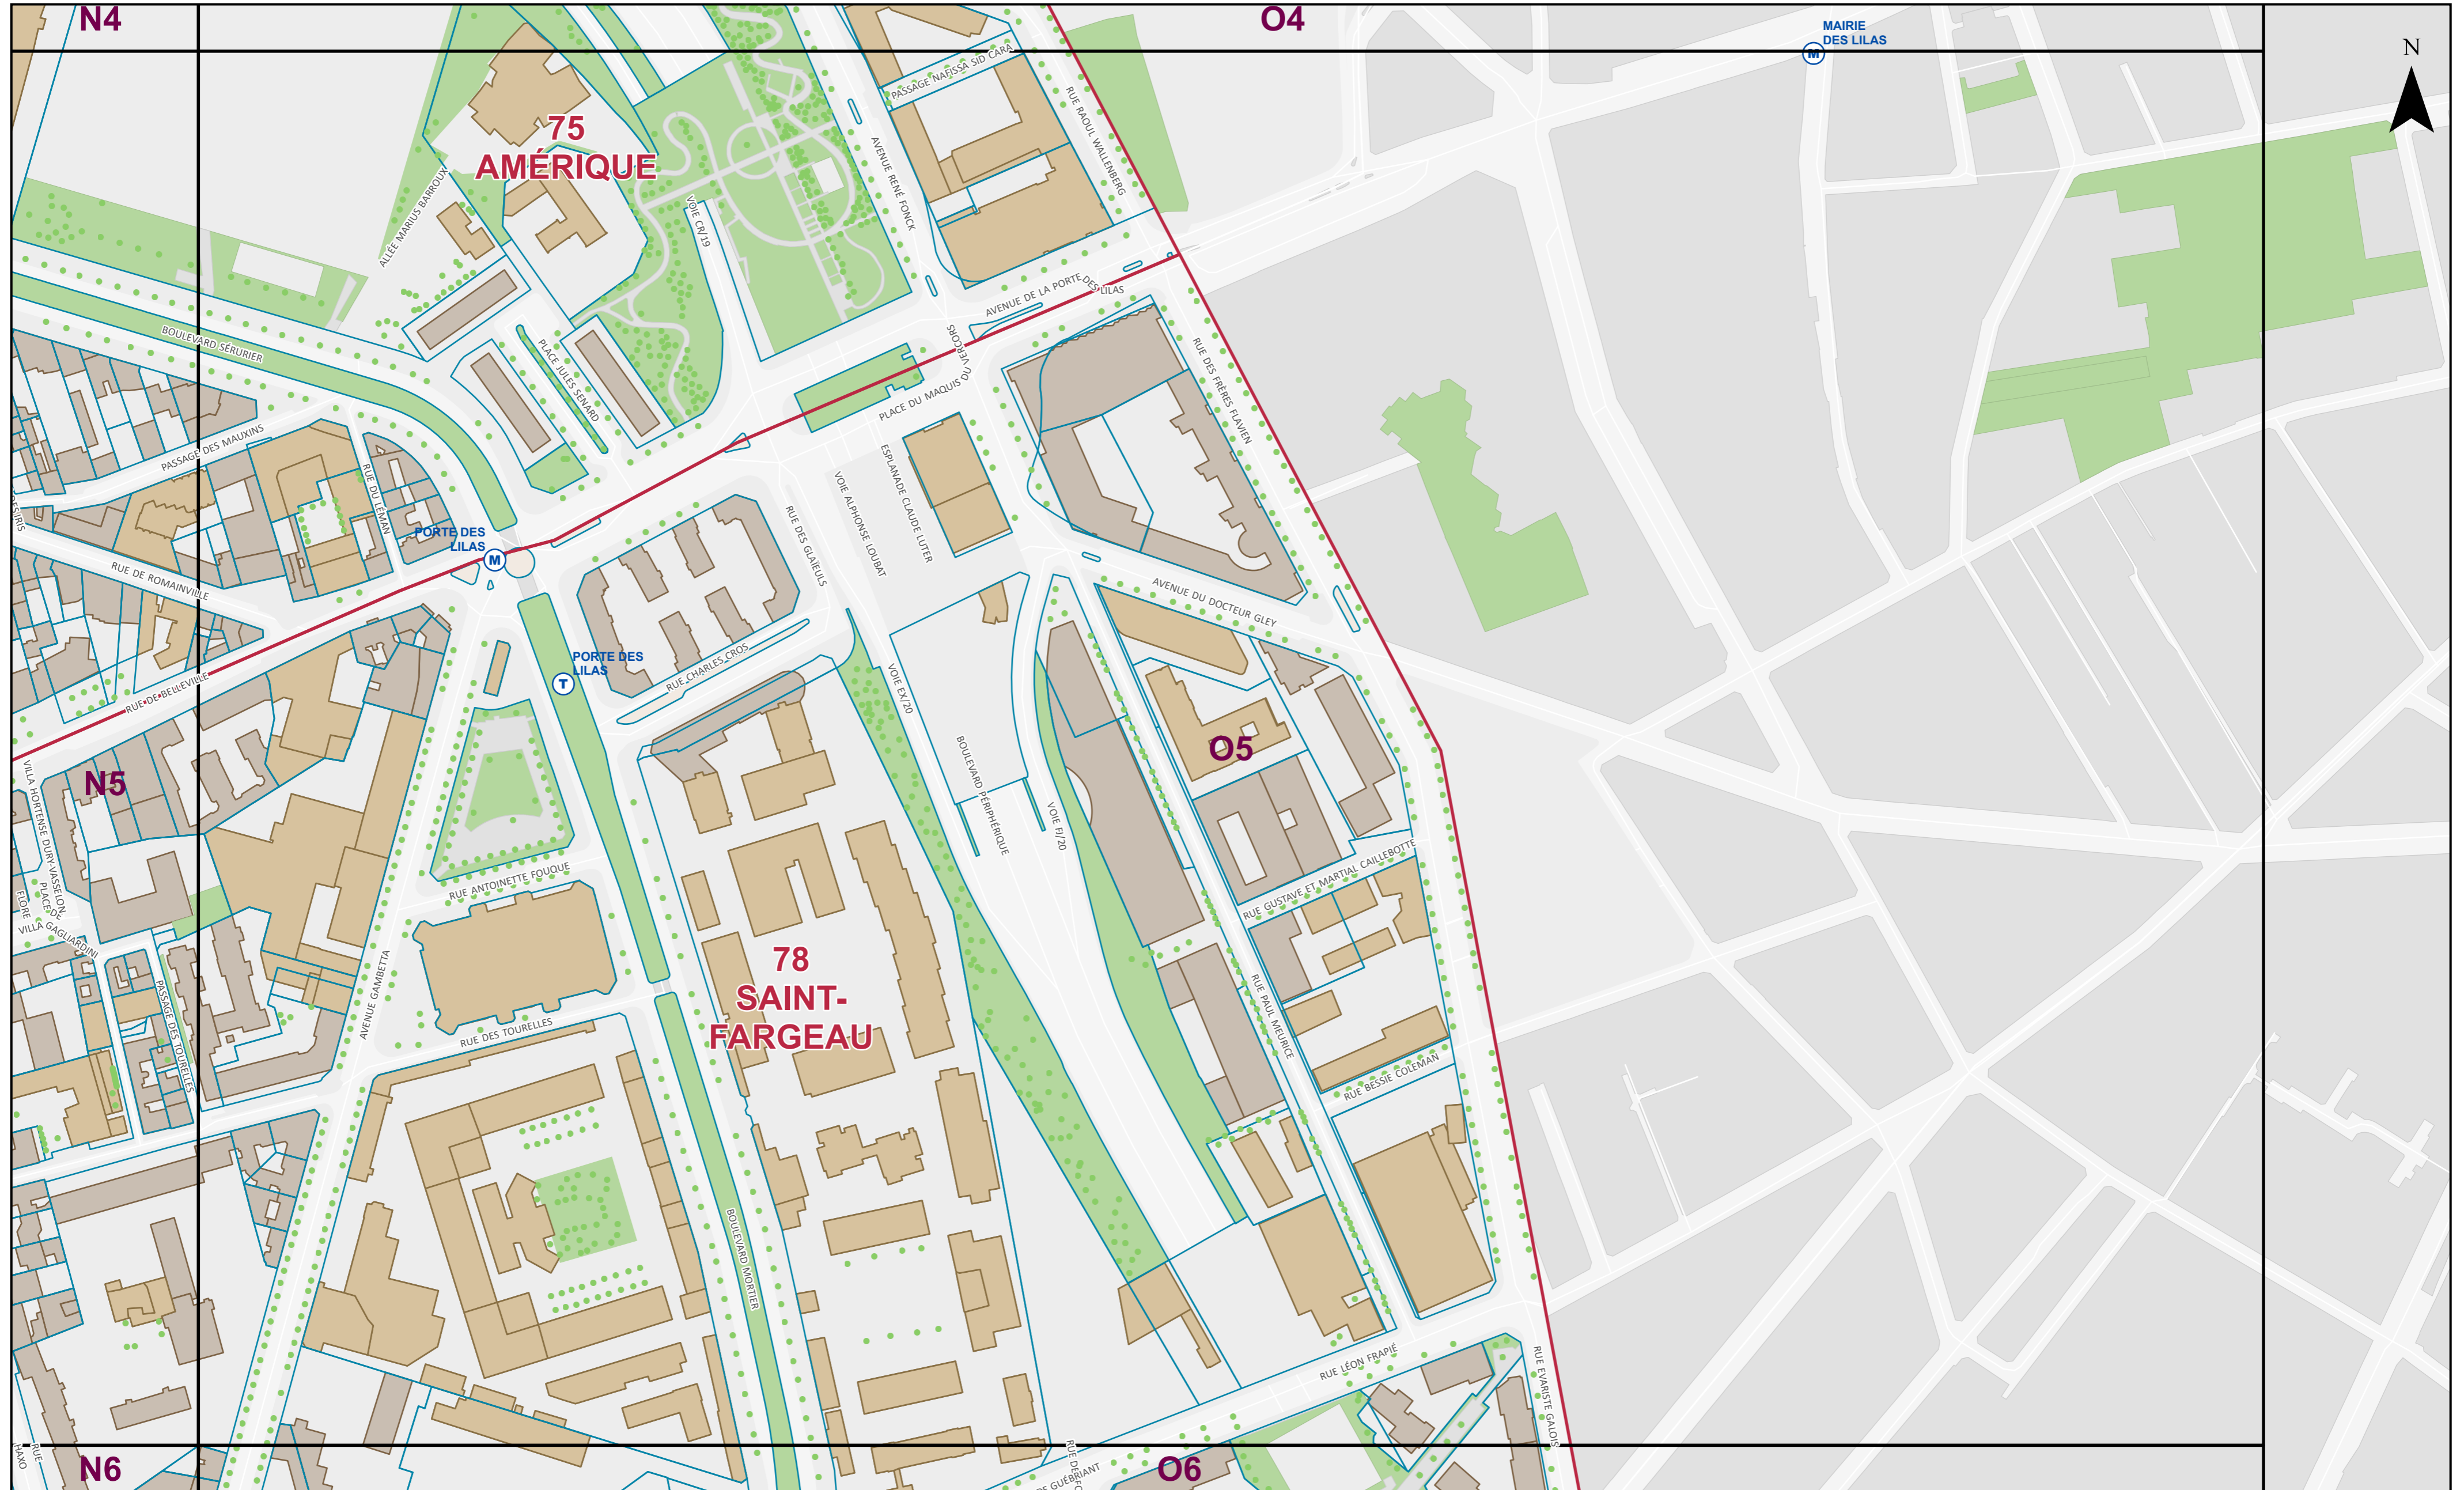 N4
O4
MAIRIE
DES LILAS
N
PASSAGE NAFISSA SID CARA
RUE RAOUL WALLENBERG
75
AMÉRIQUE
AVENUE RENÉ FONCK
ALLÉE MARIUS BARROUX
VOIE CR/19
AVENUE DE LA PORTE DES LILAS
BOULEVARD SÉRURIER
PLACE JULES SENARD
PLACE DU MAQUIS DU VERCORS
RUE DES FRÈRES FLAVIEN
PASSAGE DES MAUXINS
RUE DU LÉMAN
ESPLANADE CLAUDE LUTER
VOIE ALPHONSE LOUBAT
RUE DES GLAÏEULS
PORTE DES
LILAS
M
M
RUE DE ROMAINVILLE
AVENUE DU DOCTEUR GLEY
PORTE DES
LILAS
T
RUE CHARLES CROS
RUE DE BELLEVILLE
VOIE EX/20
O5
N5
VILLA HORTENSE DURY-VASSELON
BOULEVARD PÉRIPHÉRIQUE
VOIE FJ/20
RUE GUSTAVE ET MARTIAL CAILLEBOTTE
RUE ANTOINETTE FOUQUE
PLACE DE
FLORE
VILLA GAGLIARDINI
78
SAINT-
FARGEAU
AVENUE GAMBETTA
PASSAGE DES TOURELLES
RUE DES TOURELLES
RUE PAUL MEURICE
RUE BESSIE COLEMAN
BOULEVARD MORTIER
RUE LÉON FRAPIÉ
RUE EVARISTE GALOIS
RUE
HAXO
N6
O6
DE GUÉBRIANT